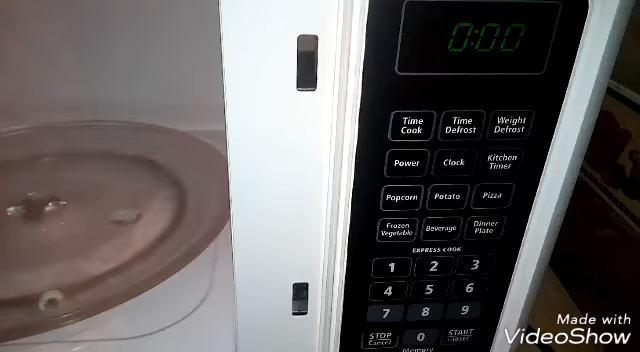 0:00
Time Cook
Time Defrost
Weight Defrost
Power
Clock
Kitchen Timer
Popcorn
Potato
Pizza
Frozen Vegetable
Beverage
Dinner Plate
EXPRESS COOK
1 2 3
4 5 6
7 8 9
STOP Cancel
0
START
Memory
Made with
VideoShow